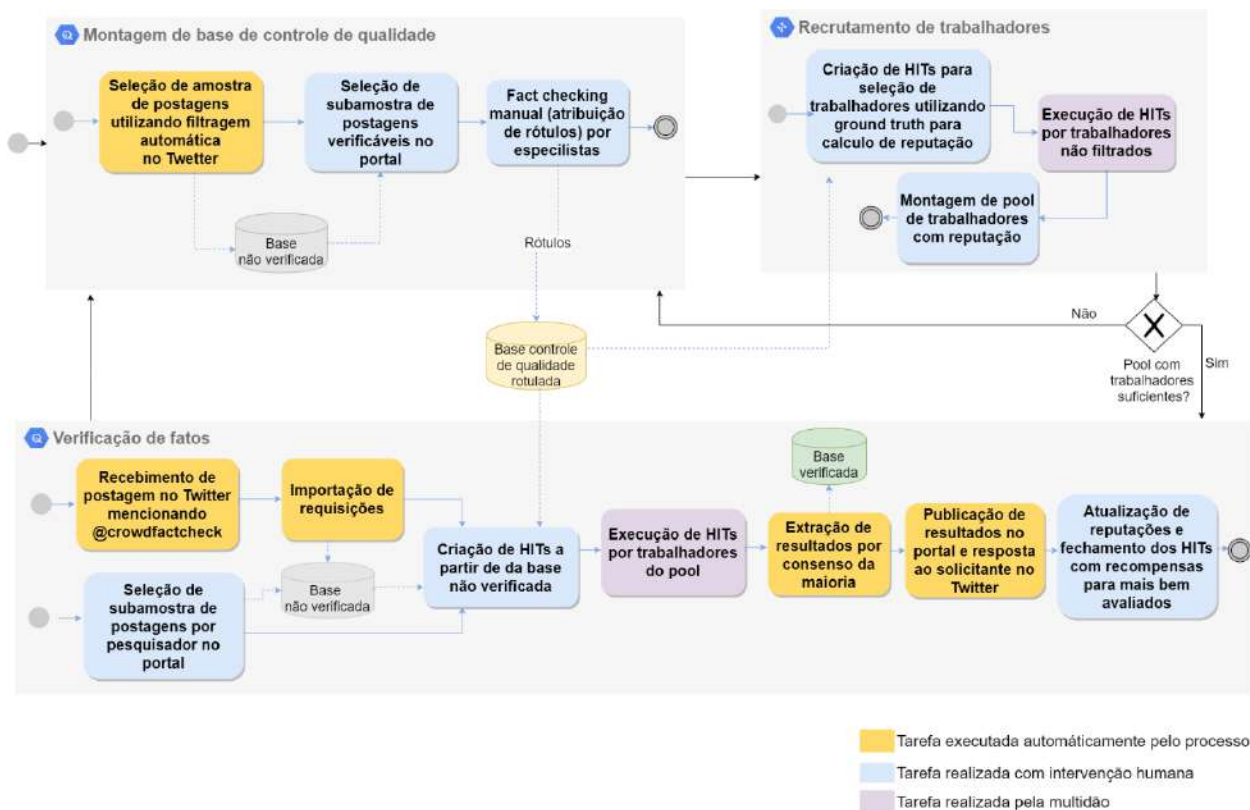 Montagem de base de controle de qualidade
Seleção de amostra
de postagens
utilizando filtragem
automática
no Twetter
Seleção de
subamostra de
postagens
verificáveis no
portal
Fact checking
manual (atribuição
de rótulos) por
especilistas
Base
não verificada
Rótulos
Recrutamento de trabalhadores
Criação de HITs para
seleção de
trabalhadores utilizando
ground truth para
calculo de reputação
Execução de HITs
por trabalhadores
não filtrados
Montagem de pool
de trabalhadores
com reputação
Não
Sim
Pool com
trabalhadores
suficientes?
Base controle
de qualidade
rotulada
Verificação de fatos
Recebimento de
postagem no Twitter
mencionando
@crowdfactcheck
Importação de
requisições
Base
não verificada
Seleção de
subamostra de
postagens por
pesquisador no
portal
Criação de HITs a
partir de da base
não verificada
Execução de HITs
por trabalhadores
do pool
Base
verificada
Extração de
resultados por
consenso da
maioria
Publicação de
resultados no
portal e resposta
ao solicitante no
Twitter
Atualização de
reputações e
fechamento dos HITs
com recompensas
para mais bem
avaliados
Tarefa executada automáticamente pelo processo
Tarefa realizada com intervenção humana
Tarefa realizada pela multidão